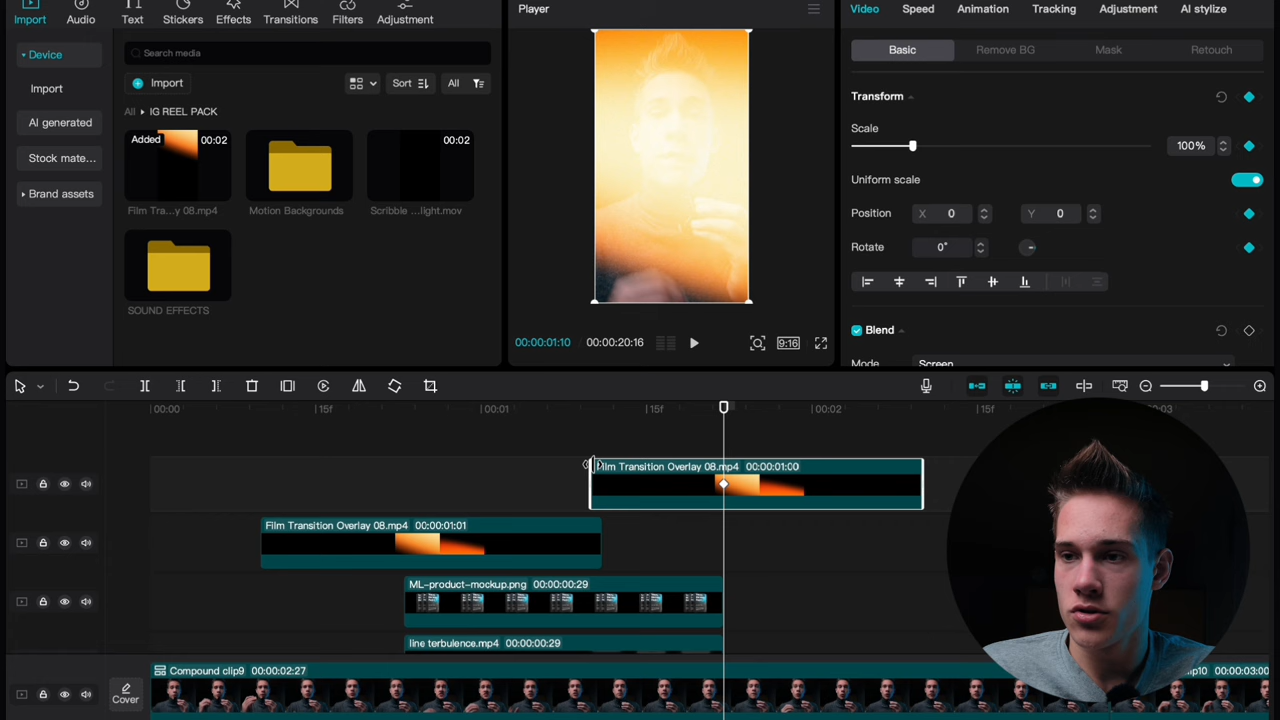 Import Audio Text Stickers Effects Transitions Filters Adjustment
Player
Video Speed Animation Tracking Adjustment AI stylize
Device
Import
AI generated
Stock mate...
Brand assets
Search media
Import
Sort
All
All IG REEL PACK
Added 00:02
Film Tra...y 08.mp4
Motion Backgrounds
00:02
Scribble ...light.mov
SOUND EFFECTS
00:00:01:10 / 00:00:20:16
9:16
Basic Remove BG Mask Retouch
Transform
Scale
100%
Uniform scale
Position X 0 Y 0
Rotate 0°
Blend
Mode Screen
00:00 15f 00:01 15f 00:02 15f 00:03
Film Transition Overlay 08.mp4 00:00:01:00
Film Transition Overlay 08.mp4 00:00:01:01
ML-product-mockup.png 00:00:00:29
line terbulence.mp4 00:00:00:29
Cover
Compound clip9 00:00:02:27
00:00:03:00